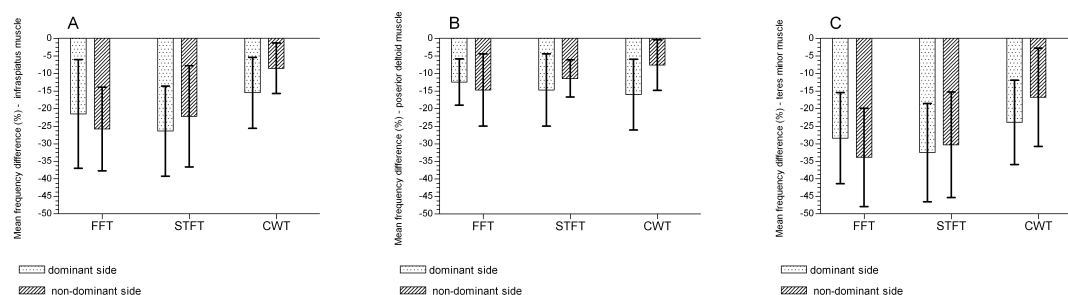 A
Mean frequency difference (%) - infraspiatus muscle
0
-5
-10
-15
-20
-25
-30
-35
-40
-45
-50
FFT STFT CWT
dominant side
non-dominant side
B
Mean frequency difference (%) - poserior deltoid muscle
0
-5
-10
-15
-20
-25
-30
-35
-40
-45
-50
FFT STFT CWT
dominant side
non-dominant side
C
Mean frequency difference (%) - teres minor muscle
0
-5
-10
-15
-20
-25
-30
-35
-40
-45
-50
FFT STFT CWT
dominant side
non-dominant side